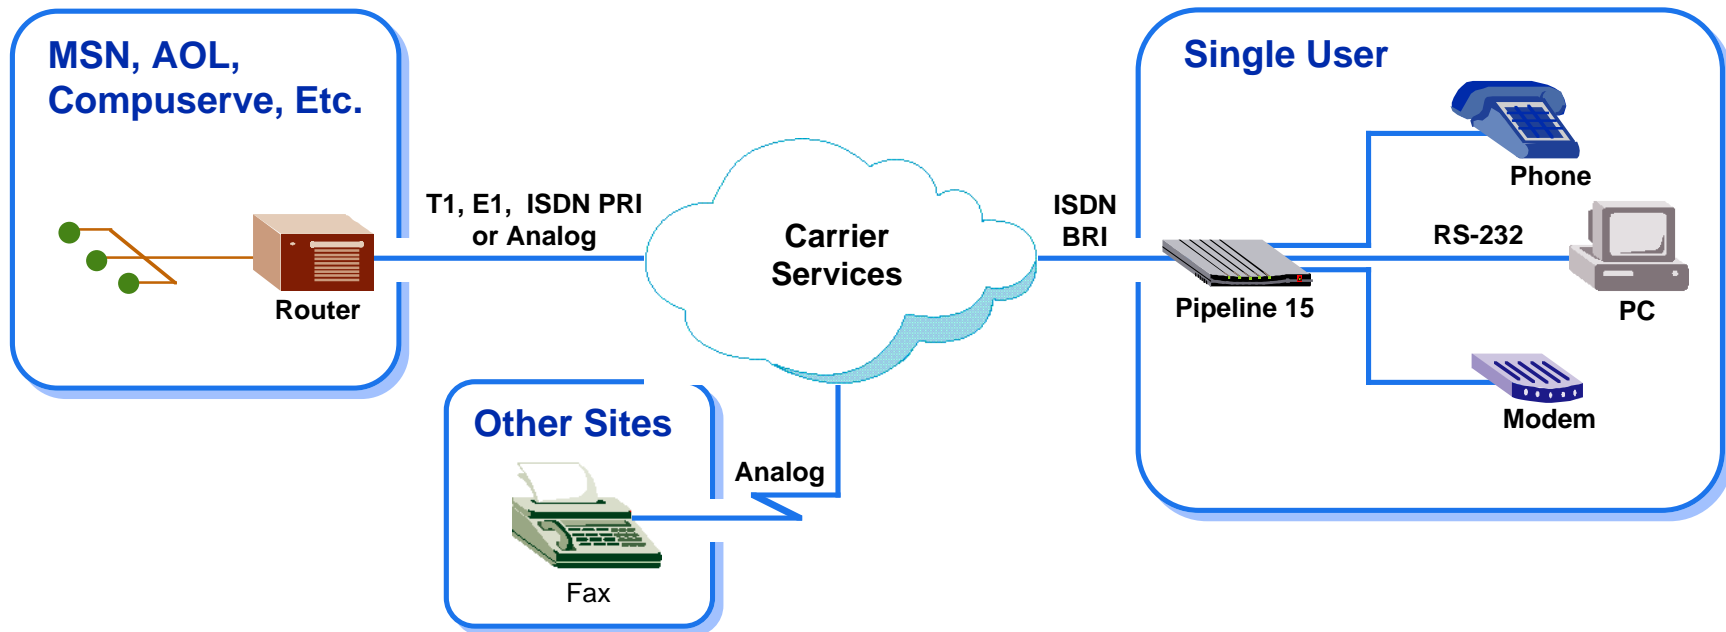 MSN, AOL,
Compuserve, Etc.
Router
T1, E1, ISDN PRI
or Analog
Carrier
Services
Other Sites
Analog
Fax
ISDN
BRI
Single User
Phone
RS-232
Pipeline 15
PC
Modem